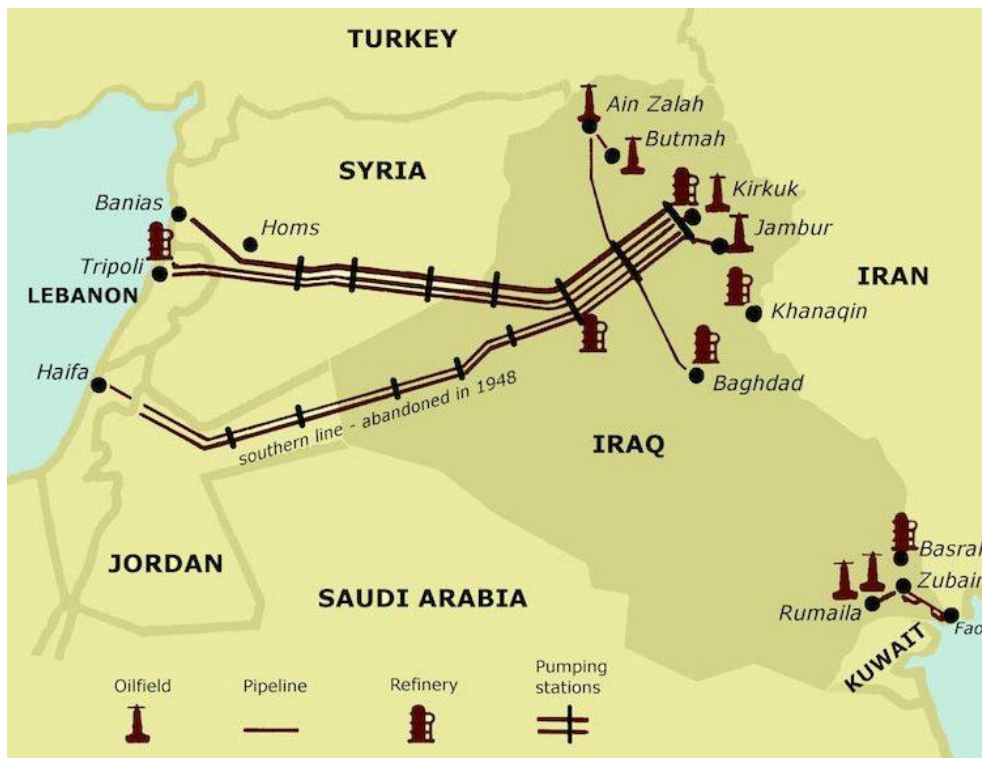 TURKEY
Ain Zalah
Butmah
SYRIA
Kirkuk
Banias
Homs
Jambur
Tripoli
LEBANON
IRAN
Khanaqin
Haifa
Baghdad
southern line - abandoned in 1948
IRAQ
Basrah
JORDAN
Zubair
SAUDI ARABIA
Rumaila
Fao
KUWAIT
Oilfield
Pipeline
Refinery
Pumping
stations